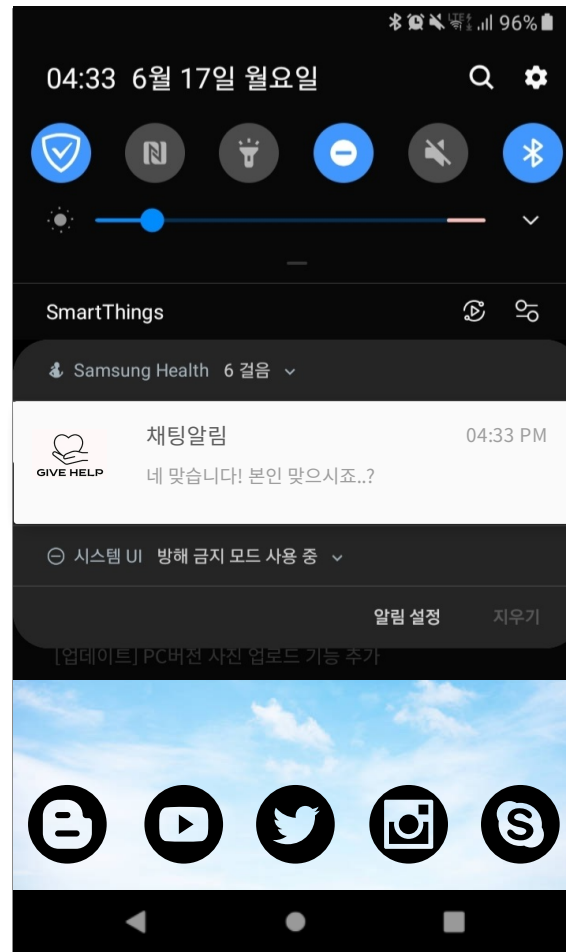 LTE 96%
04:33 6월 17일 월요일
SmartThings
Samsung Health 6 걸음
채팅알림 04:33 PM
GIVE HELP
네 맞습니다! 본인 맞으시죠..?
시스템 UI 방해 금지 모드 사용 중
알림 설정 지우기
[업데이트] PC버전 사진 업로드 기능 추가